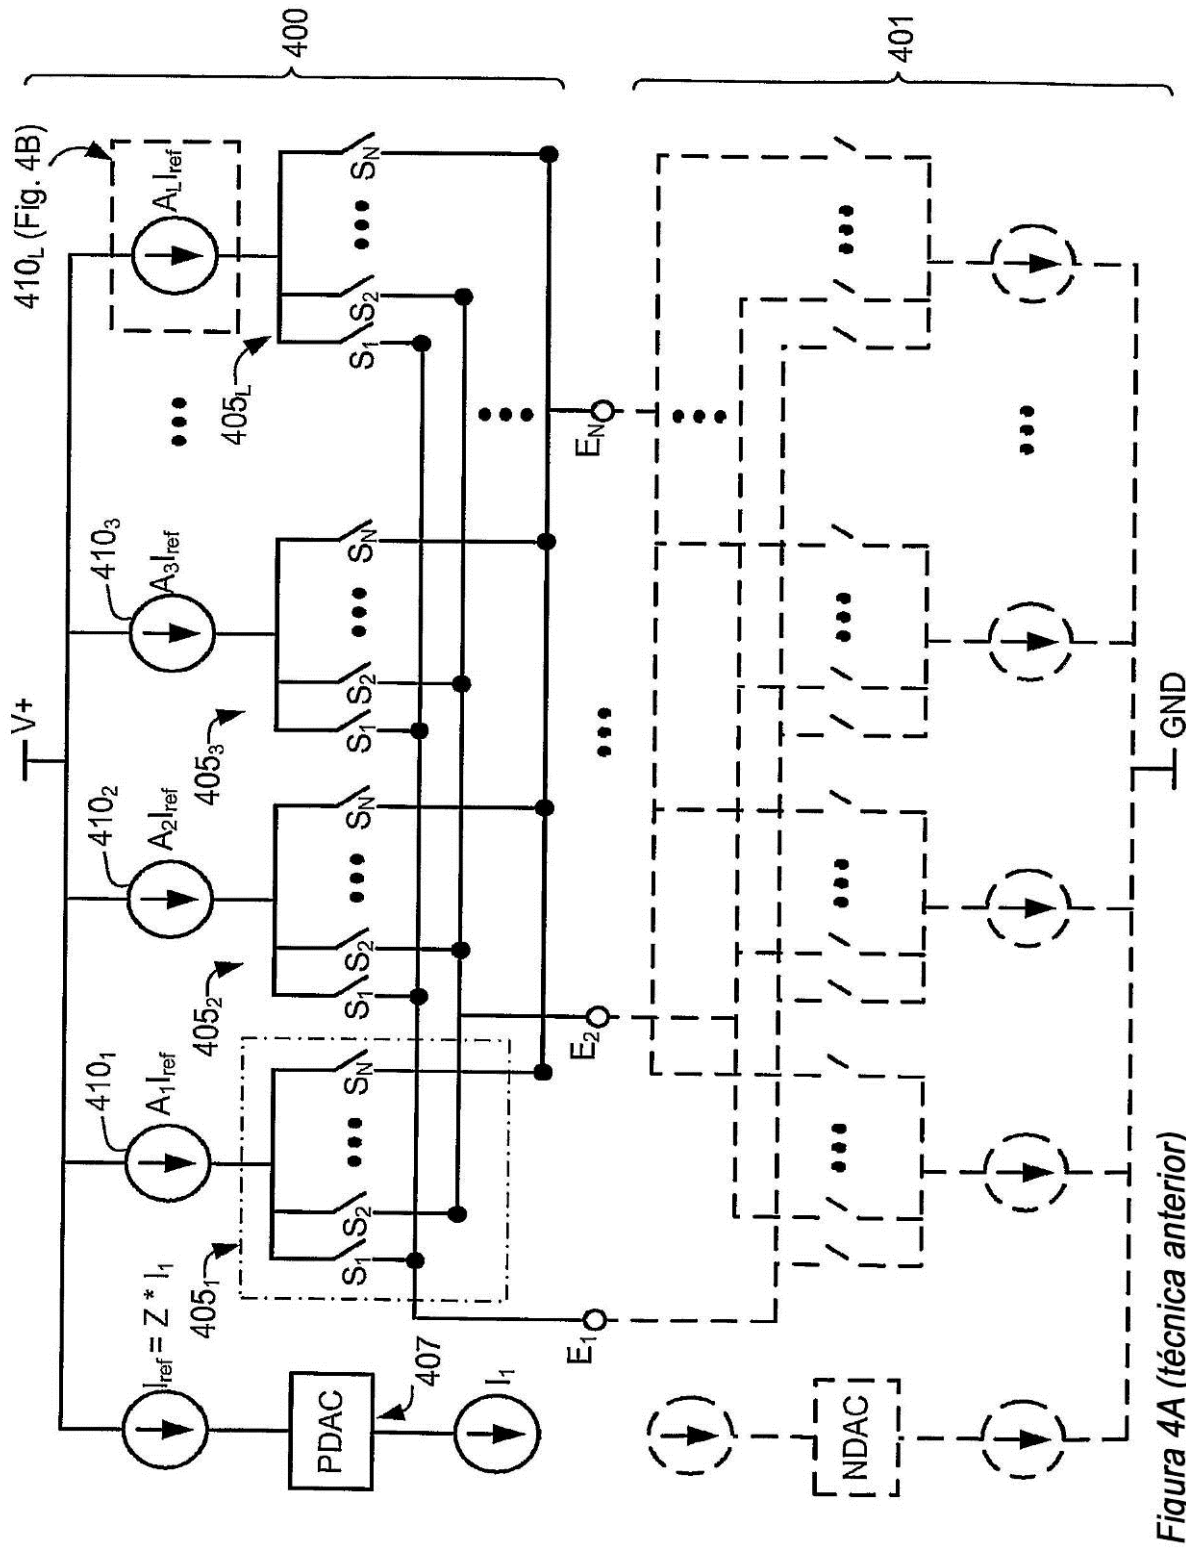 V+
410₁
410₂
410₃
410L (Fig. 4B)
Iref = Z * I₁
A₁Iref
A₂Iref
A₃Iref
ALIref
405₁
405₂
405₃
405L
400
PDAC
407
I₁
S₁ S₂ ••• SN
S₁ S₂ ••• SN
S₁ S₂ ••• SN
S₁ S₂ ••• SN
E₁
E₂
•••
EN
401
NDAC
GND
Figura 4A (técnica anterior)